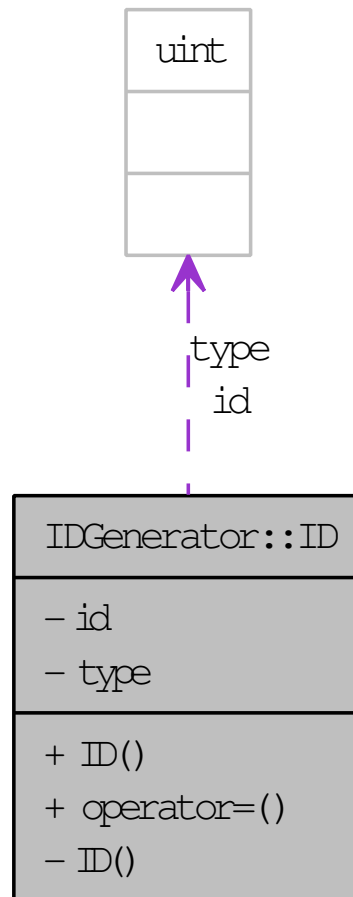 uint
type
id
IDGenerator::ID
- id
- type
+ ID()
+ operator=()
- ID()